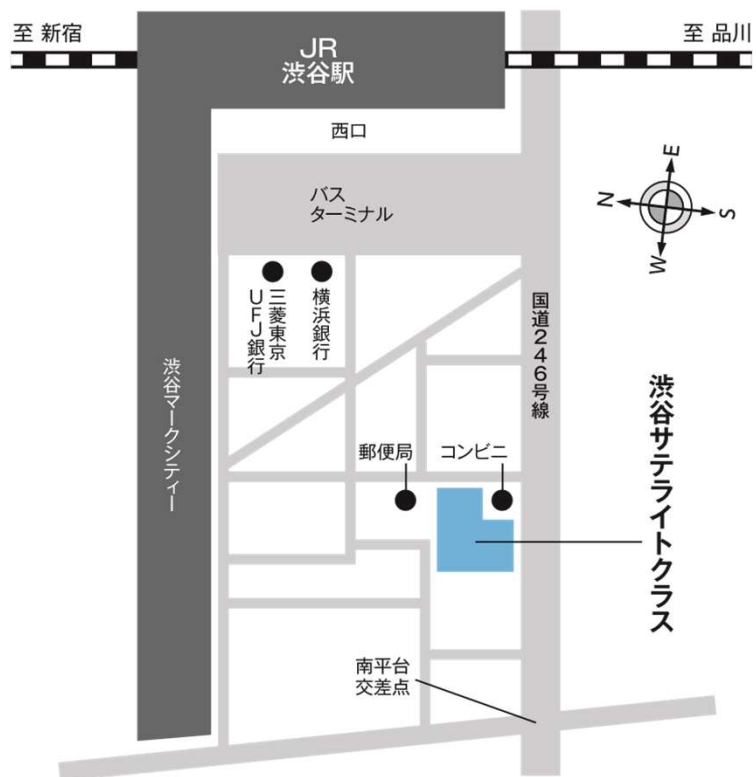 至 新宿
至 品川
JR
渋谷駅
西口
バス
ターミナル
N
E
S
W
三菱東京
UFJ銀行
横浜銀行
国道246号線
渋谷マークシティー
郵便局
コンビニ
渋谷サテライトクラス
南平台
交差点